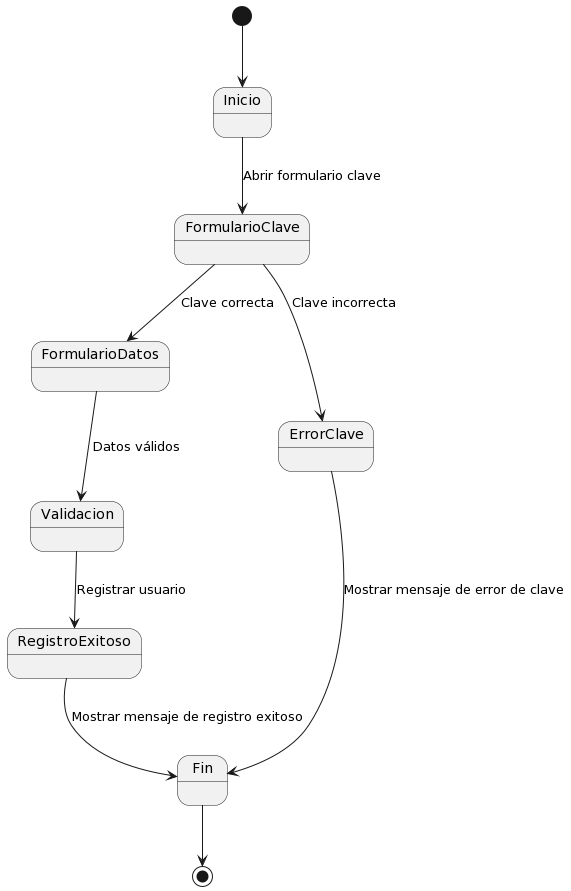 Inicio
Abrir formulario clave
FormularioClave
Clave correcta
Clave incorrecta
FormularioDatos
ErrorClave
Datos válidos
Validacion
Registrar usuario
Mostrar mensaje de error de clave
RegistroExitoso
Mostrar mensaje de registro exitoso
Fin